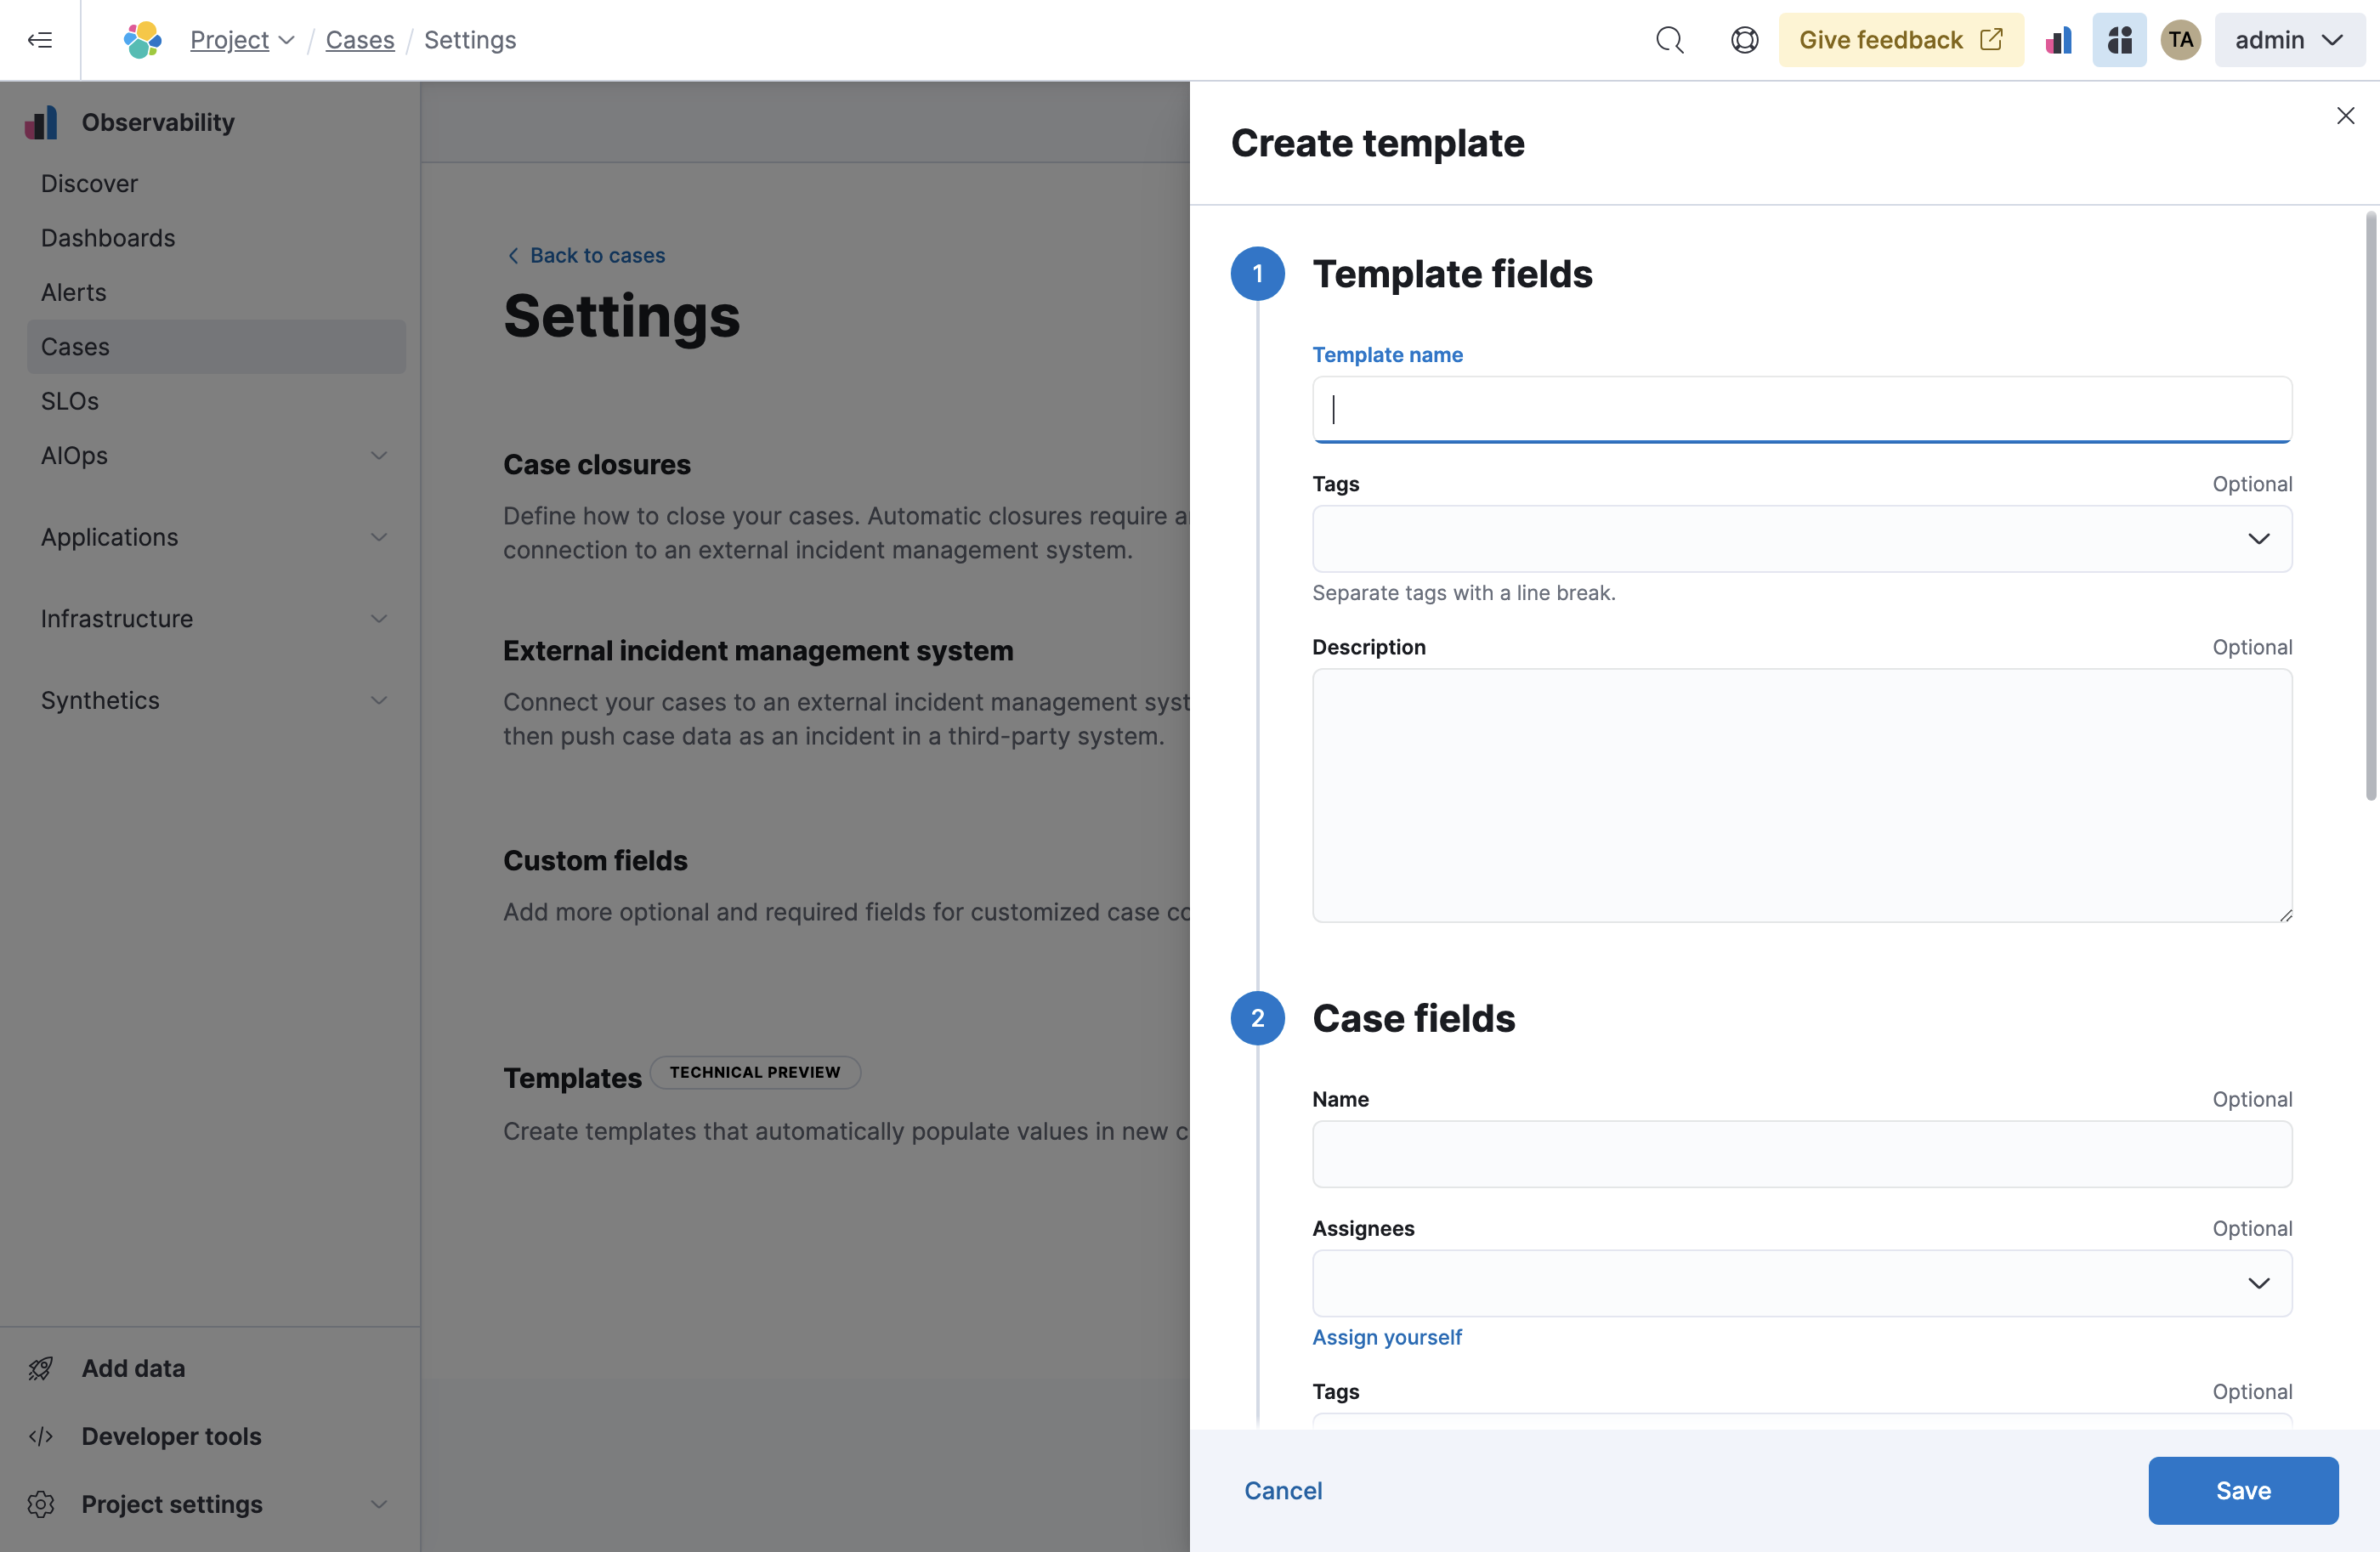 Project / Cases / Settings
Give feedback
TA
admin
Observability
Discover
Dashboards
Alerts
Cases
SLOs
AIOps
Applications
Infrastructure
Synthetics
Add data
Developer tools
Project settings
Back to cases
Settings
Case closures
Define how to close your cases. Automatic closures require a
connection to an external incident management system.
External incident management system
Connect your cases to an external incident management syst
then push case data as an incident in a third-party system.
Custom fields
Add more optional and required fields for customized case co
Templates TECHNICAL PREVIEW
Create templates that automatically populate values in new c
Create template
1 Template fields
Template name
Tags Optional
Separate tags with a line break.
Description Optional
2 Case fields
Name Optional
Assignees Optional
Assign yourself
Tags Optional
Cancel Save